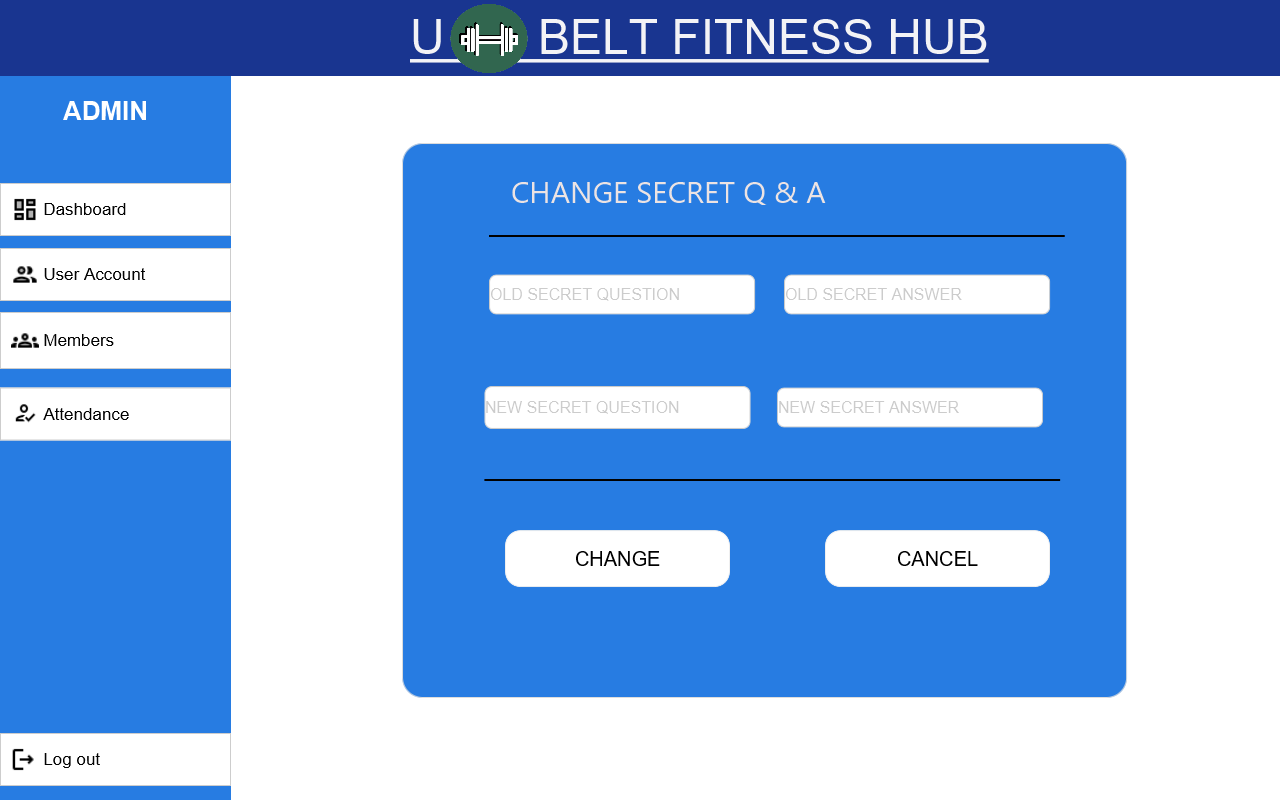 U BELT FITNESS HUB
ADMIN
Dashboard
User Account
Members
Attendance
Log out
CHANGE SECRET Q & A
OLD SECRET QUESTION OLD SECRET ANSWER
NEW SECRET QUESTION NEW SECRET ANSWER
CHANGE CANCEL